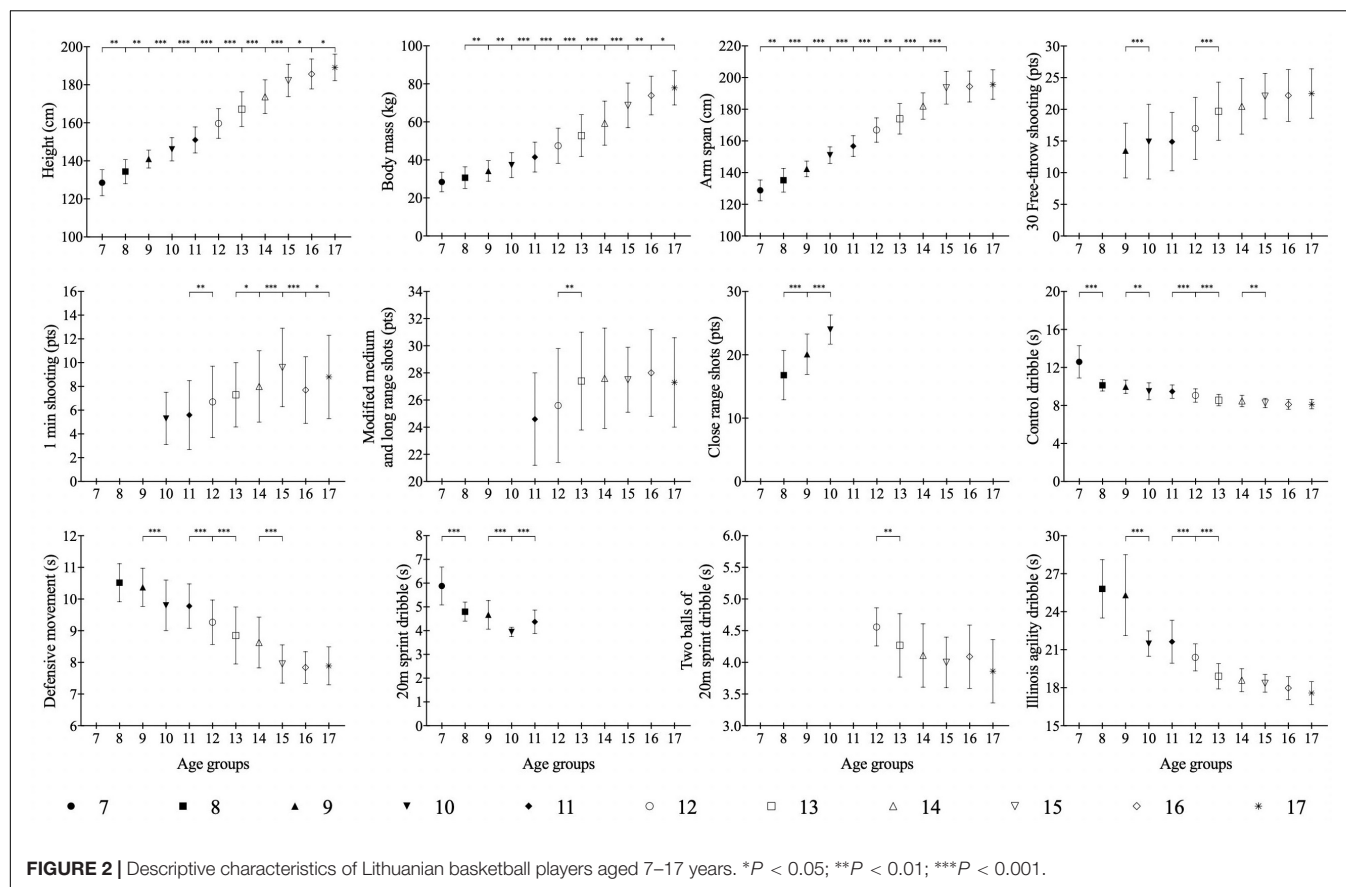 ** ** *** *** *** *** *** *** * *
200
180
160
140
120
100
Height (cm)
7 8 9 10 11 12 13 14 15 16 17
** ** *** *** *** *** *** ** *
100
80
60
40
20
0
Body mass (kg)
7 8 9 10 11 12 13 14 15 16 17
** *** *** *** *** ** *** ***
220
200
180
160
140
120
100
Arm span (cm)
7 8 9 10 11 12 13 14 15 16 17
*** ***
30
25
20
15
10
5
0
30 Free-throw shooting (pts)
7 8 9 10 11 12 13 14 15 16 17
** * *** *** *
16
14
12
10
8
6
4
2
0
1 min shooting (pts)
7 8 9 10 11 12 13 14 15 16 17
**
34
32
30
28
26
24
22
20
Modified medium
and long range shots (pts)
7 8 9 10 11 12 13 14 15 16 17
*** ***
30
20
10
0
Close range shots (pts)
7 8 9 10 11 12 13 14 15 16 17
*** ** *** *** **
20
16
12
8
4
0
Control dribble (s)
7 8 9 10 11 12 13 14 15 16 17
*** *** *** ***
12
11
10
9
8
7
6
Defensive movement (s)
7 8 9 10 11 12 13 14 15 16 17
Age groups
*** *** ***
8
7
6
5
4
3
2
1
0
20m sprint dribble (s)
7 8 9 10 11 12 13 14 15 16 17
Age groups
**
6.0
5.5
5.0
4.5
4.0
3.5
3.0
Two balls of
20m sprint dribble (s)
7 8 9 10 11 12 13 14 15 16 17
Age groups
*** *** ***
30
27
24
21
18
15
Illinois agility dribble (s)
7 8 9 10 11 12 13 14 15 16 17
Age groups
7 8 9 10 11 12 13 14 15 16 17
FIGURE 2 | Descriptive characteristics of Lithuanian basketball players aged 7–17 years. *P < 0.05; **P < 0.01; ***P < 0.001.